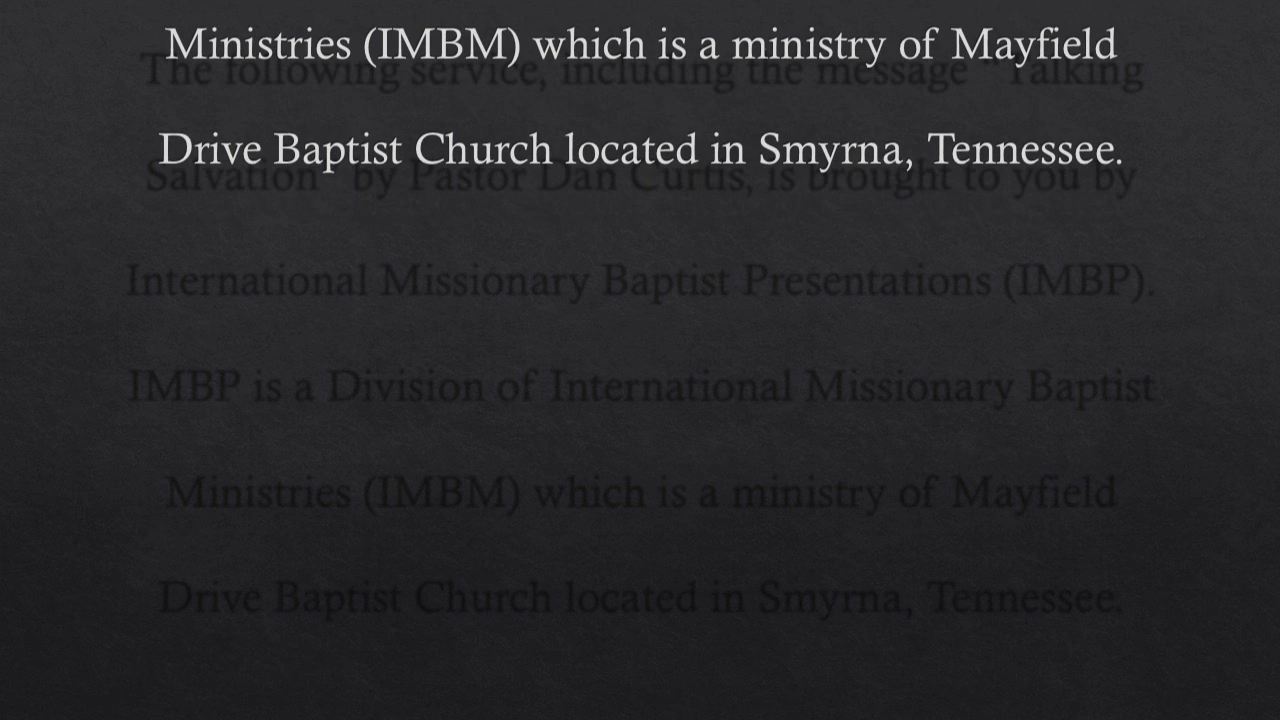 Ministries (IMBM) which is a ministry of Mayfield
The following service, including the message "Talking
Drive Baptist Church located in Smyrna, Tennessee.
Salvation" by Pastor Dan Curtis, is brought to you by
International Missionary Baptist Presentations (IMBP).
IMBP is a Division of International Missionary Baptist
Ministries (IMBM) which is a ministry of Mayfield
Drive Baptist Church located in Smyrna, Tennessee.